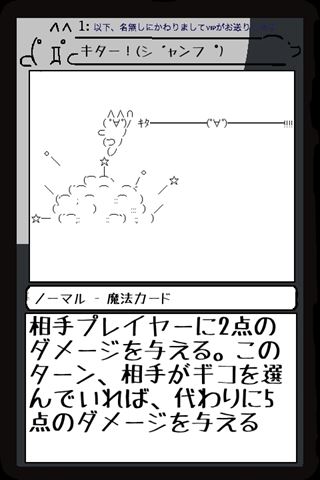 1: 以下、名無しにかわりましてVIPがお送りします
キター！(ジャンプ)
ｷﾀ━━━━━━(ﾟ∀ﾟ)━━━━━━!!!!
ノーマル - 魔法カード
相手プレイヤーに2点の
ダメージを与える。この
ターン、相手がギコを選
んでいれば、代わりに5
点のダメージを与える